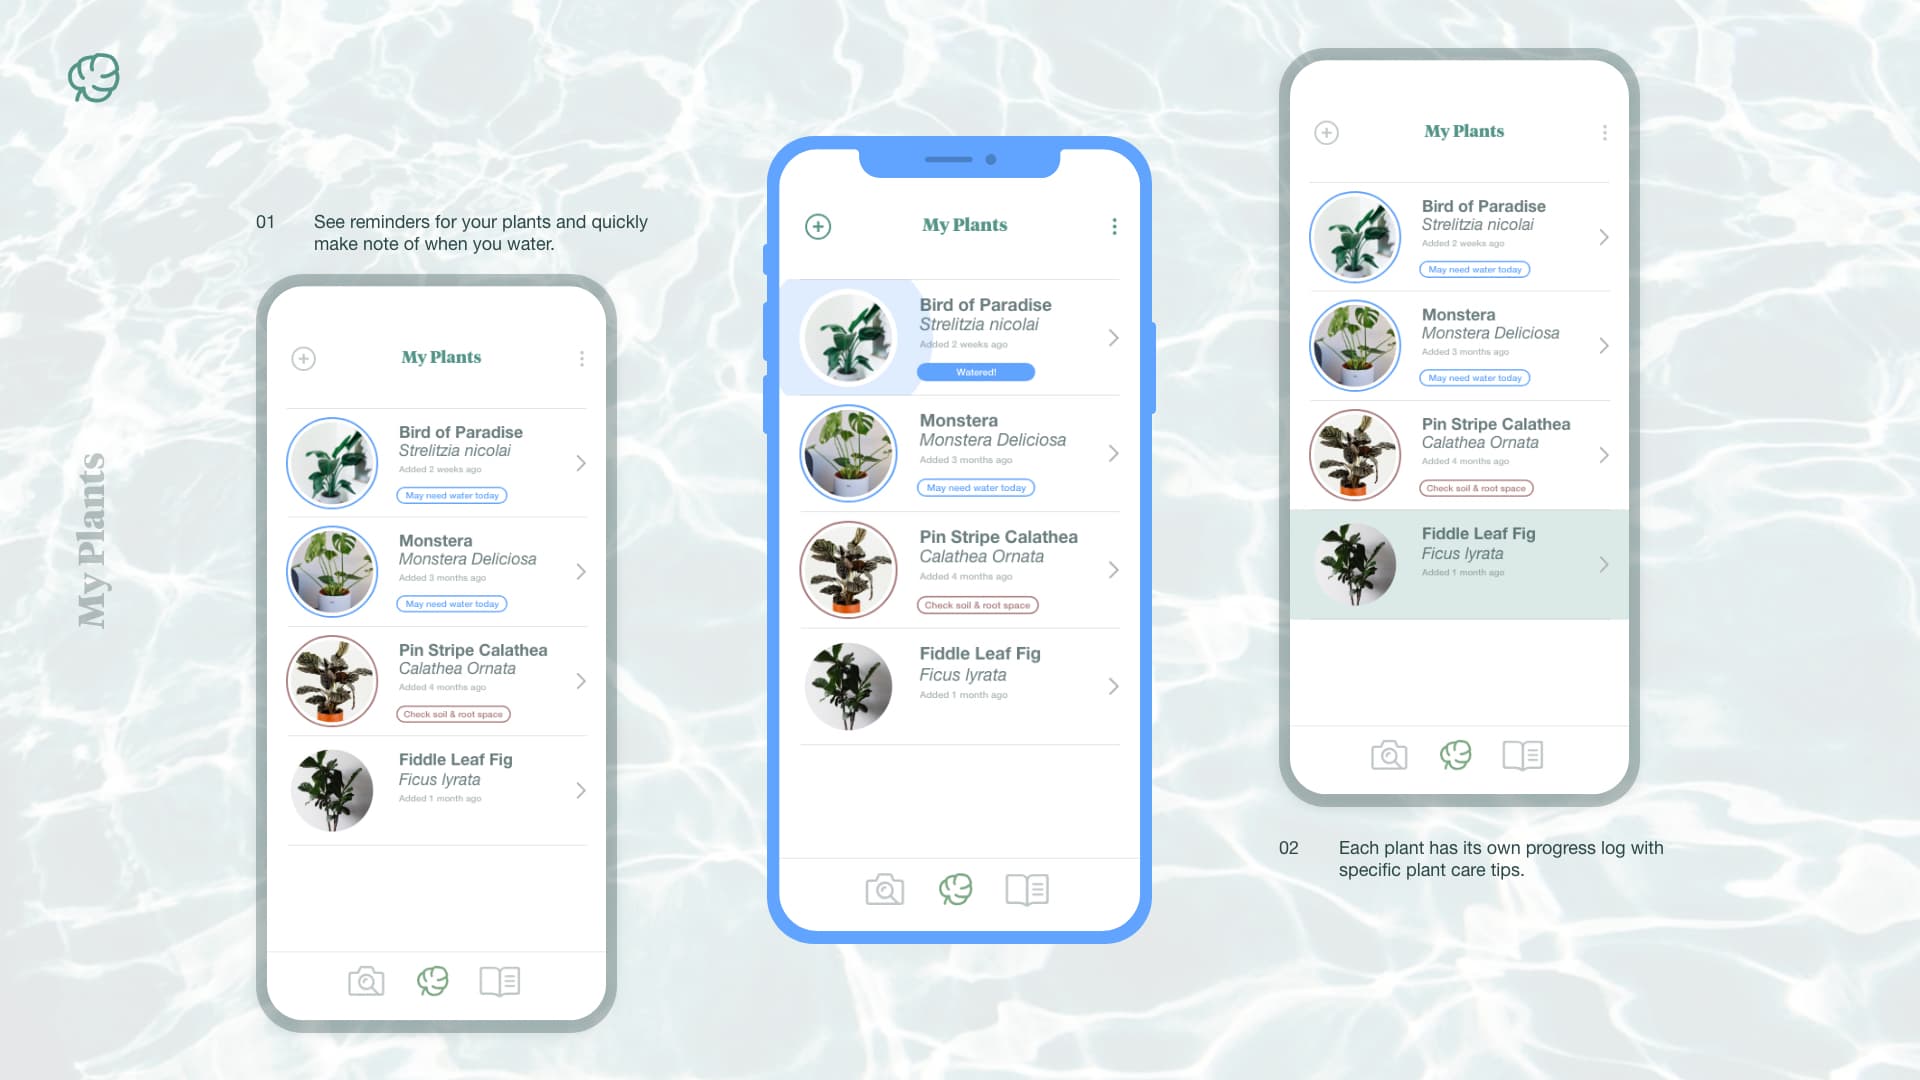 My Plants
01
See reminders for your plants and quickly
make note of when you water.
My Plants
Bird of Paradise
Strelitzia nicolai
Added 2 weeks ago
May need water today
Monstera
Monstera Deliciosa
Added 3 months ago
May need water today
Pin Stripe Calathea
Calathea Ornata
Added 4 months ago
Check soil & root space
Fiddle Leaf Fig
Ficus lyrata
Added 1 month ago
My Plants
Bird of Paradise
Strelitzia nicolai
Added 2 weeks ago
Watered!
Monstera
Monstera Deliciosa
Added 3 months ago
May need water today
Pin Stripe Calathea
Calathea Ornata
Added 4 months ago
Check soil & root space
Fiddle Leaf Fig
Ficus lyrata
Added 1 month ago
My Plants
Bird of Paradise
Strelitzia nicolai
Added 2 weeks ago
May need water today
Monstera
Monstera Deliciosa
Added 3 months ago
May need water today
Pin Stripe Calathea
Calathea Ornata
Added 4 months ago
Check soil & root space
Fiddle Leaf Fig
Ficus lyrata
Added 1 month ago
02
Each plant has its own progress log with
specific plant care tips.